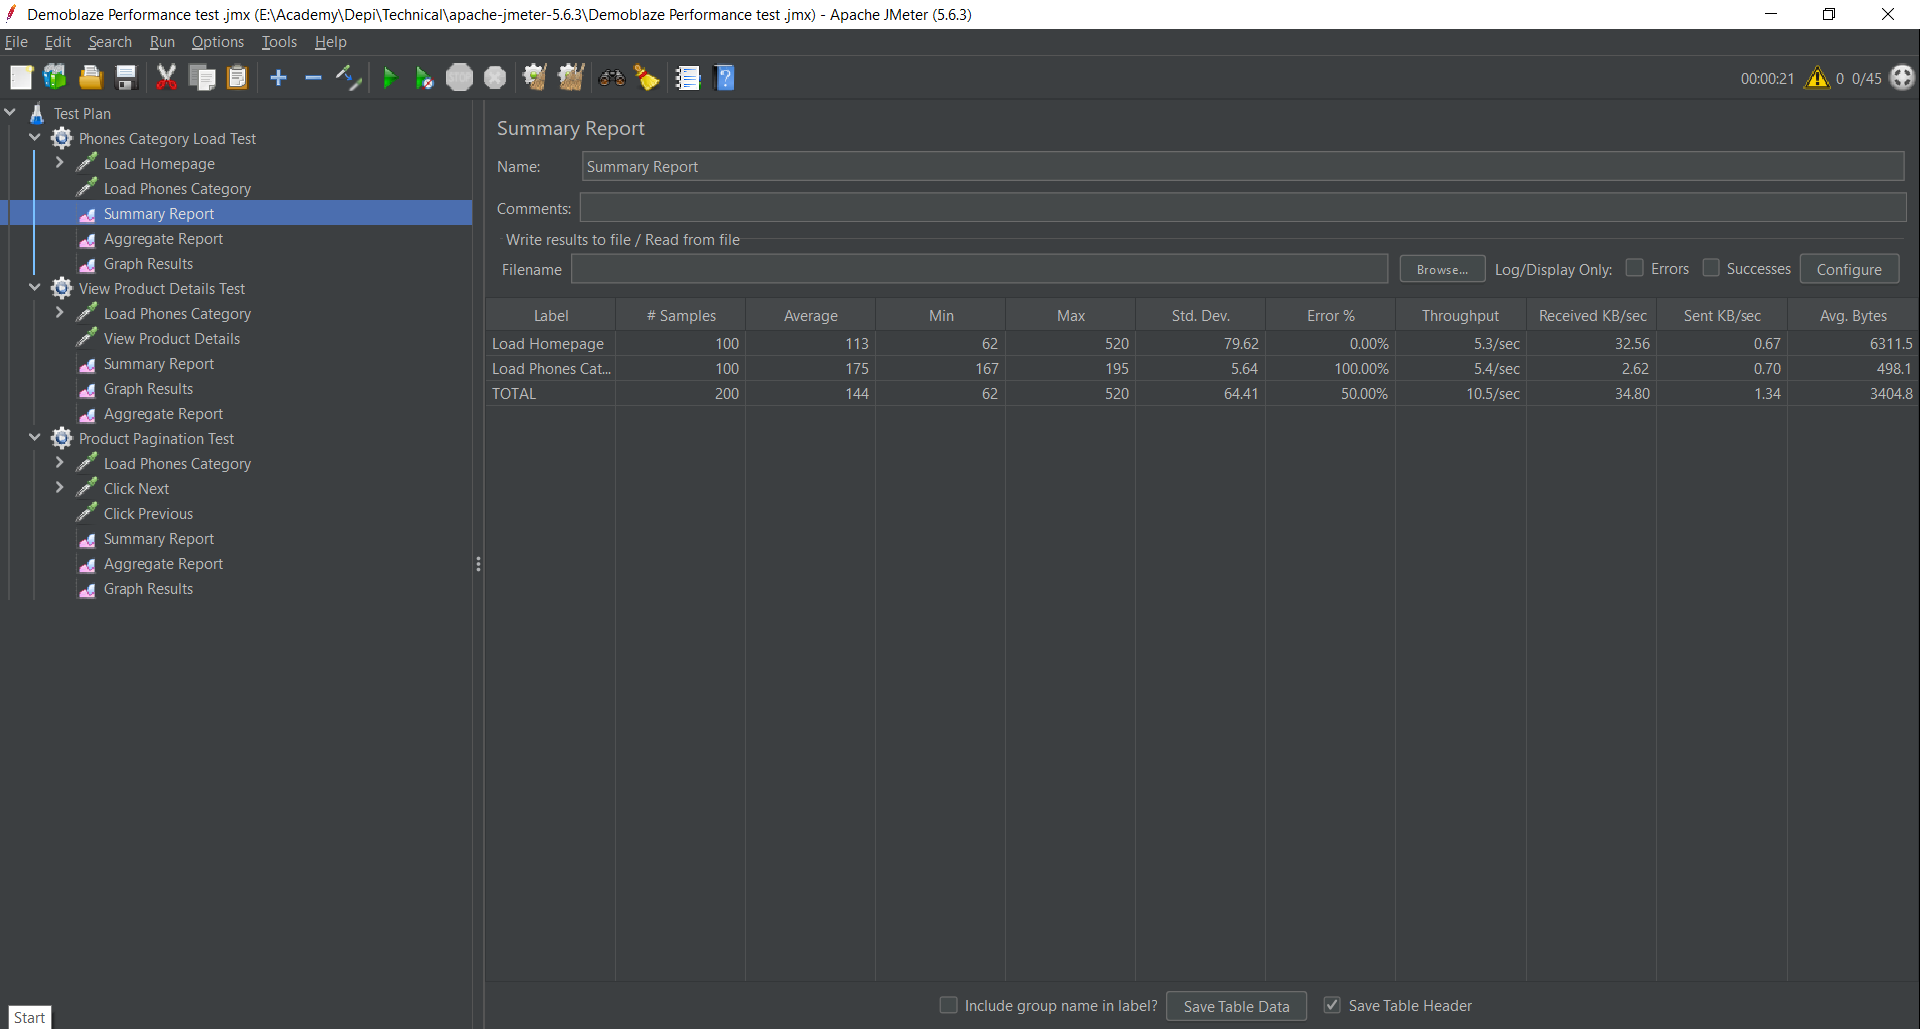 Demoblaze Performance test .jmx (E:\Academy\Depi\Technical\apache-jmeter-5.6.3\Demoblaze Performance test .jmx) - Apache JMeter (5.6.3)
File Edit Search Run Options Tools Help
STOP 00:00:21 0 0/45
Test Plan
Phones Category Load Test
Load Homepage
Load Phones Category
Summary Report
Aggregate Report
Graph Results
View Product Details Test
Load Phones Category
View Product Details
Summary Report
Graph Results
Aggregate Report
Product Pagination Test
Load Phones Category
Click Next
Click Previous
Summary Report
Aggregate Report
Graph Results
Summary Report
Name: Summary Report
Comments:
Write results to file / Read from file
Filename Browse... Log/Display Only: Errors Successes Configure
Label # Samples Average Min Max Std. Dev. Error % Throughput Received KB/sec Sent KB/sec Avg. Bytes
Load Homepage 100 113 62 520 79.62 0.00% 5.3/sec 32.56 0.67 6311.5
Load Phones Cat... 100 175 167 195 5.64 100.00% 5.4/sec 2.62 0.70 498.1
TOTAL 200 144 62 520 64.41 50.00% 10.5/sec 34.80 1.34 3404.8
Include group name in label? Save Table Data Save Table Header
Start